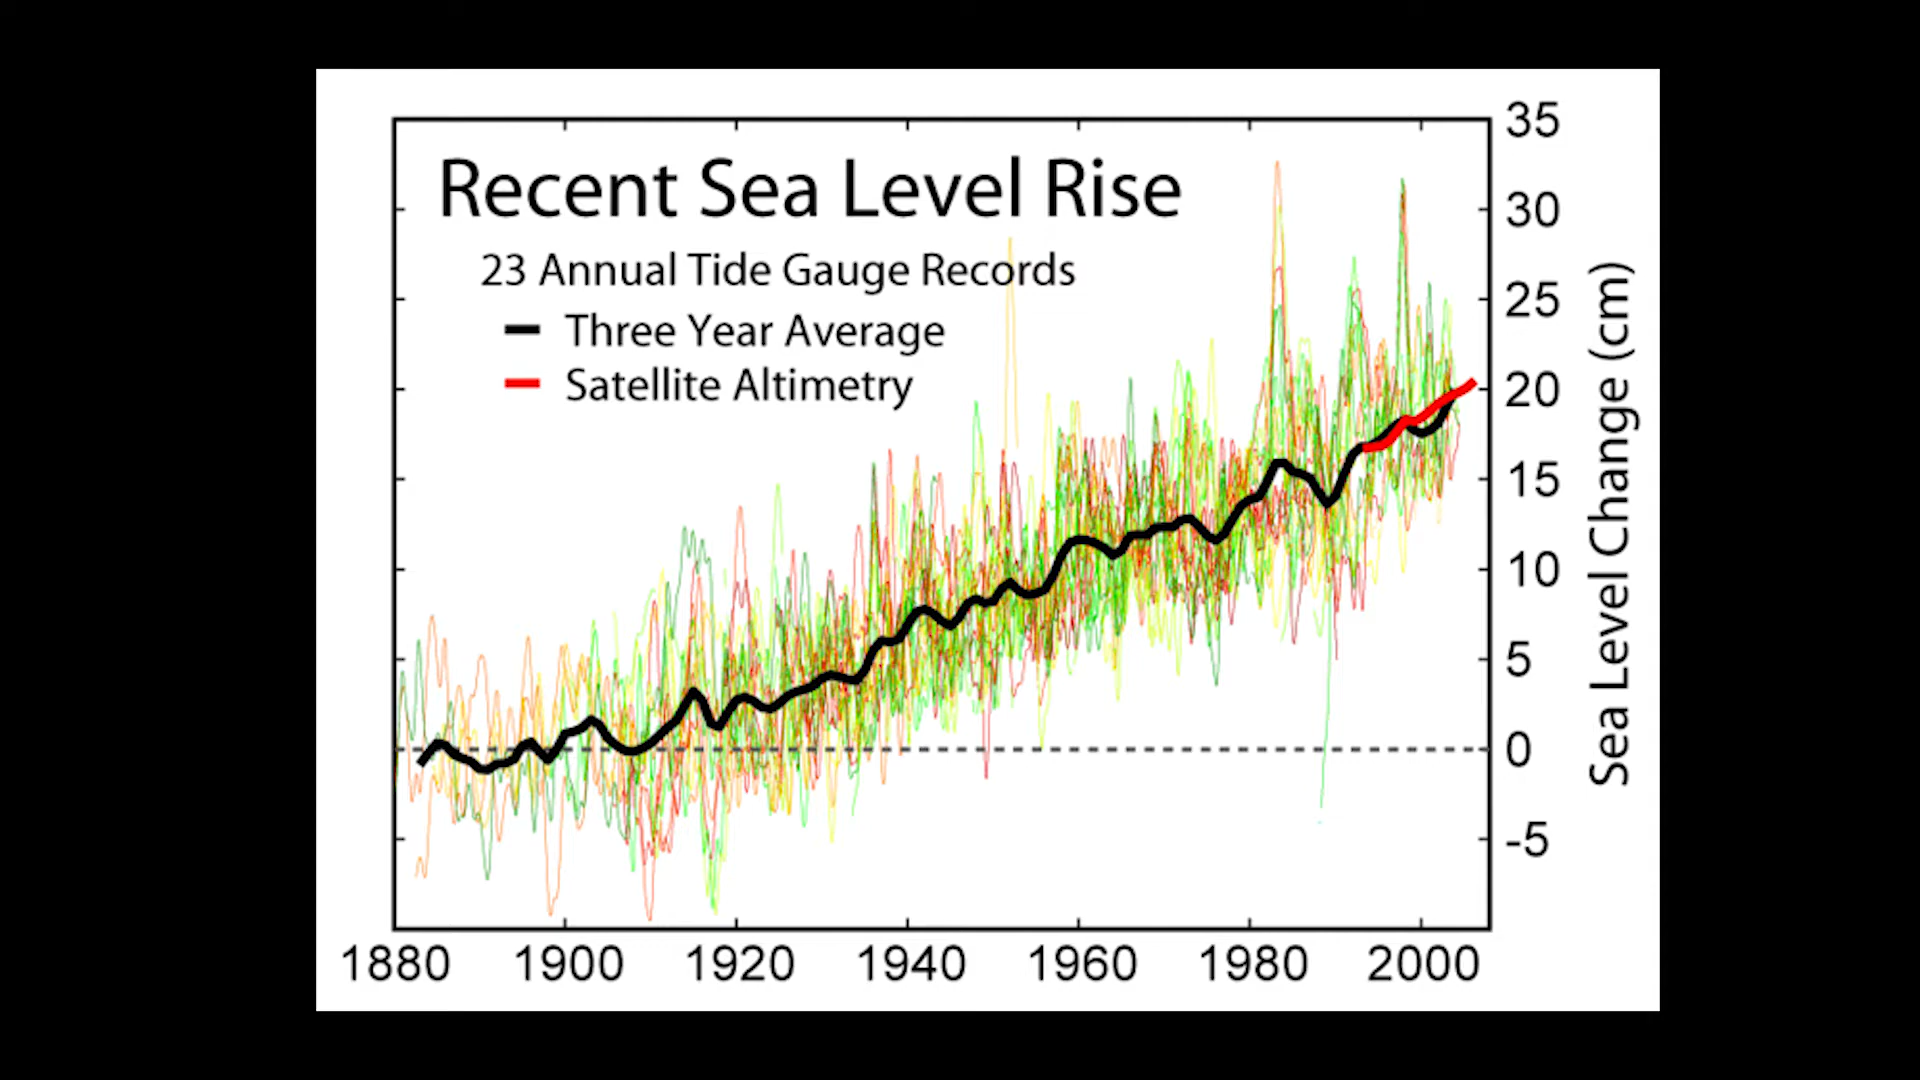 Recent Sea Level Rise
23 Annual Tide Gauge Records
Three Year Average
Satellite Altimetry
35
30
25
20
15
10
5
0
-5
Sea Level Change (cm)
1880 1900 1920 1940 1960 1980 2000